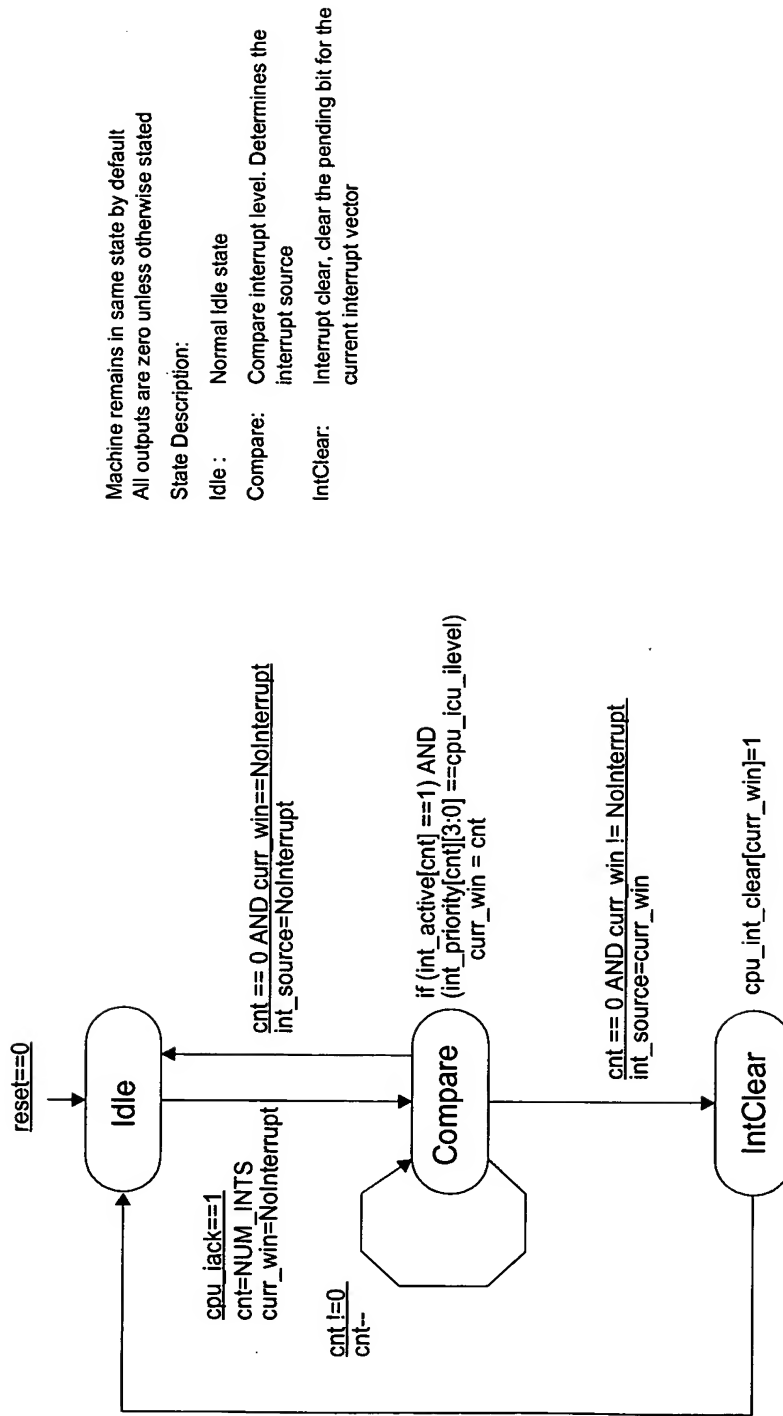 reset==0
Idle
cpu_iack==1
cnt=NUM_INTS
curr_win=NoInterrupt
cnt == 0 AND curr_win==NoInterrupt
int_source=NoInterrupt
cnt !=0
cnt--
Compare
if (int_active[cnt] ==1) AND
(int_priority[cnt][3:0] ==cpu_icu_ilevel)
curr_win = cnt
cnt == 0 AND curr_win != NoInterrupt
int_source=curr_win
IntClear
cpu_int_clear[curr_win]=1
Machine remains in same state by default
All outputs are zero unless otherwise stated
State Description:
Idle : Normal Idle state
Compare: Compare interrupt level. Determines the
interrupt source
IntClear: Interrupt clear, clear the pending bit for the
current interrupt vector